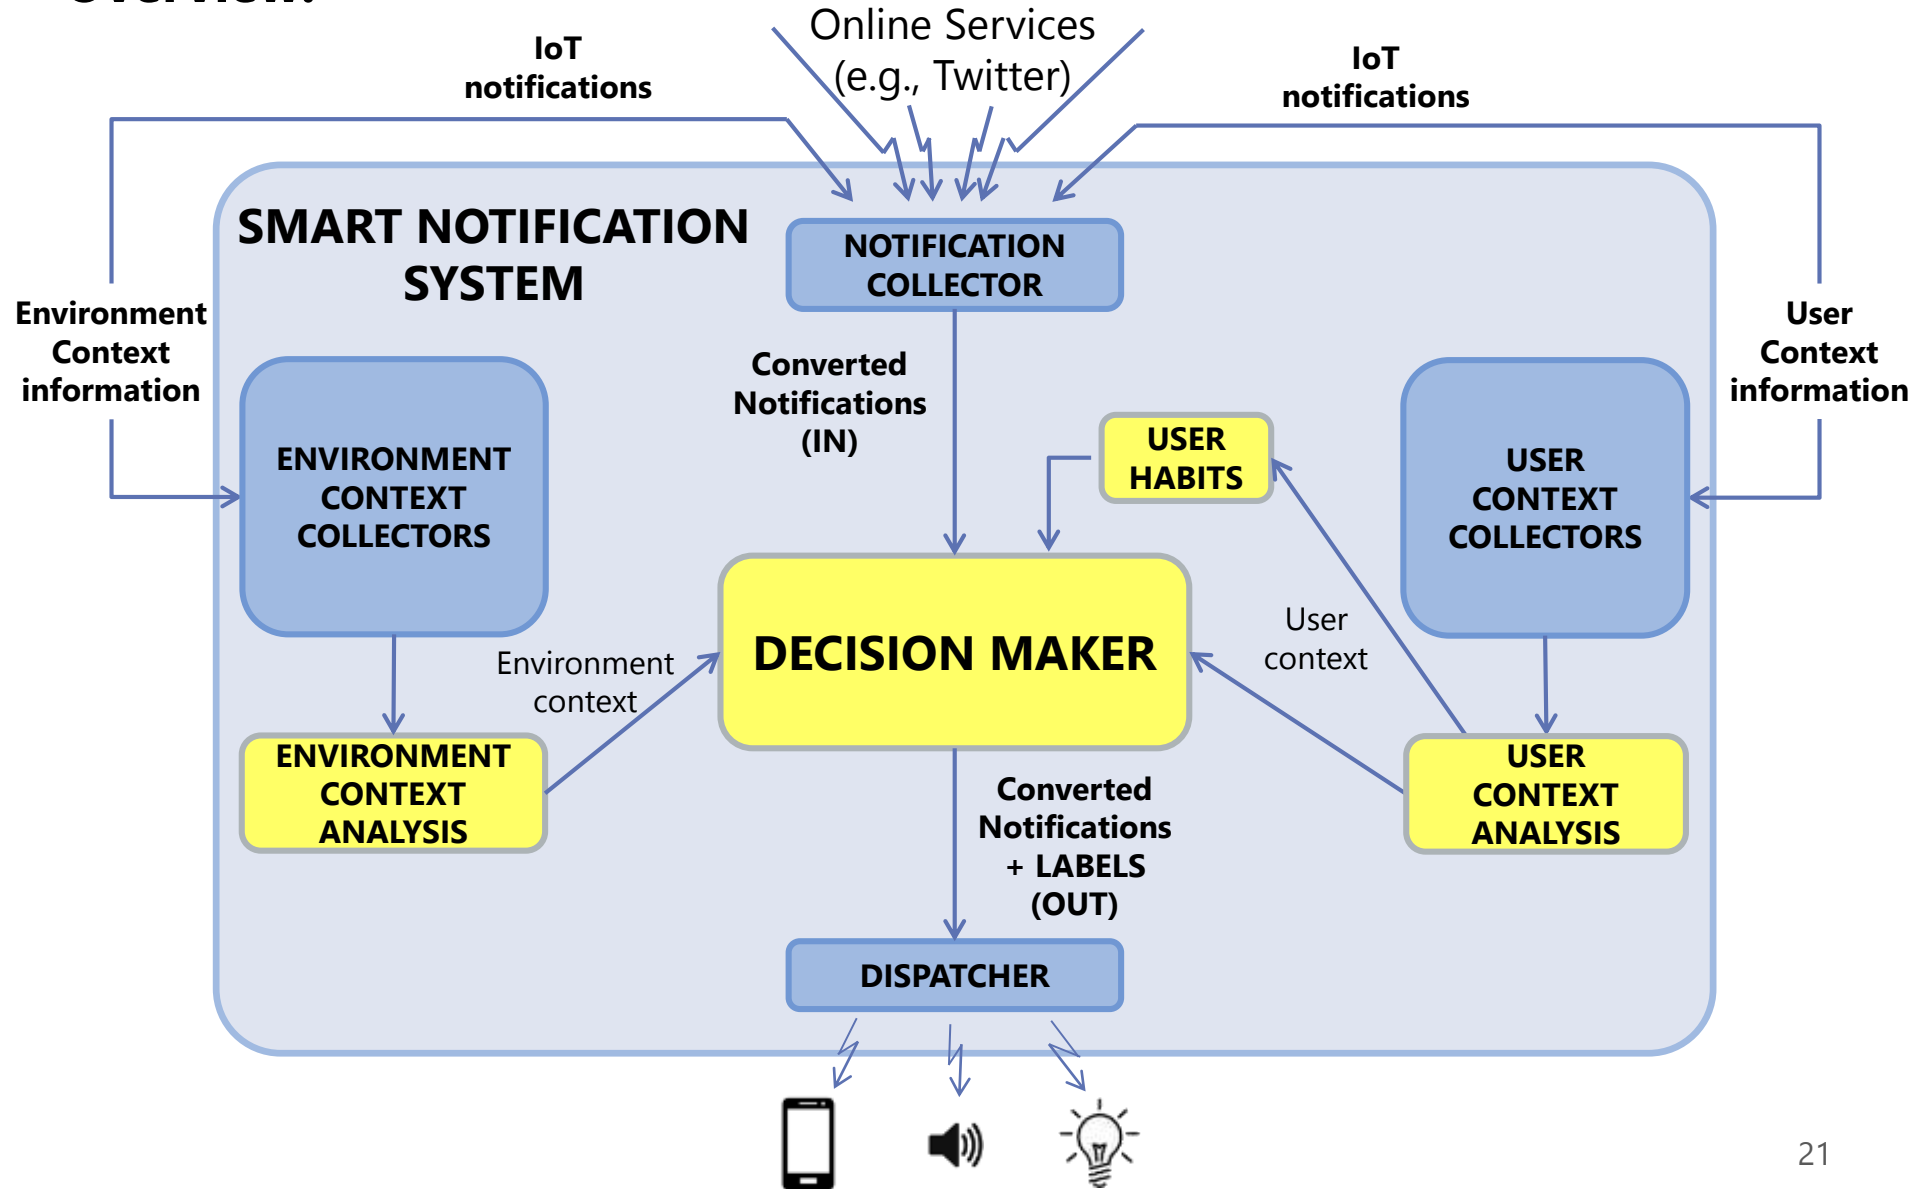 Overview:
Online Services
(e.g., Twitter)
IoT
notifications
IoT
notifications
SMART NOTIFICATION
SYSTEM
NOTIFICATION
COLLECTOR
Environment
Context
information
User
Context
information
Converted
Notifications
(IN)
USER
HABITS
ENVIRONMENT
CONTEXT
COLLECTORS
USER
CONTEXT
COLLECTORS
DECISION MAKER
Environment
context
User
context
ENVIRONMENT
CONTEXT
ANALYSIS
USER
CONTEXT
ANALYSIS
Converted
Notifications
+ LABELS
(OUT)
DISPATCHER
21